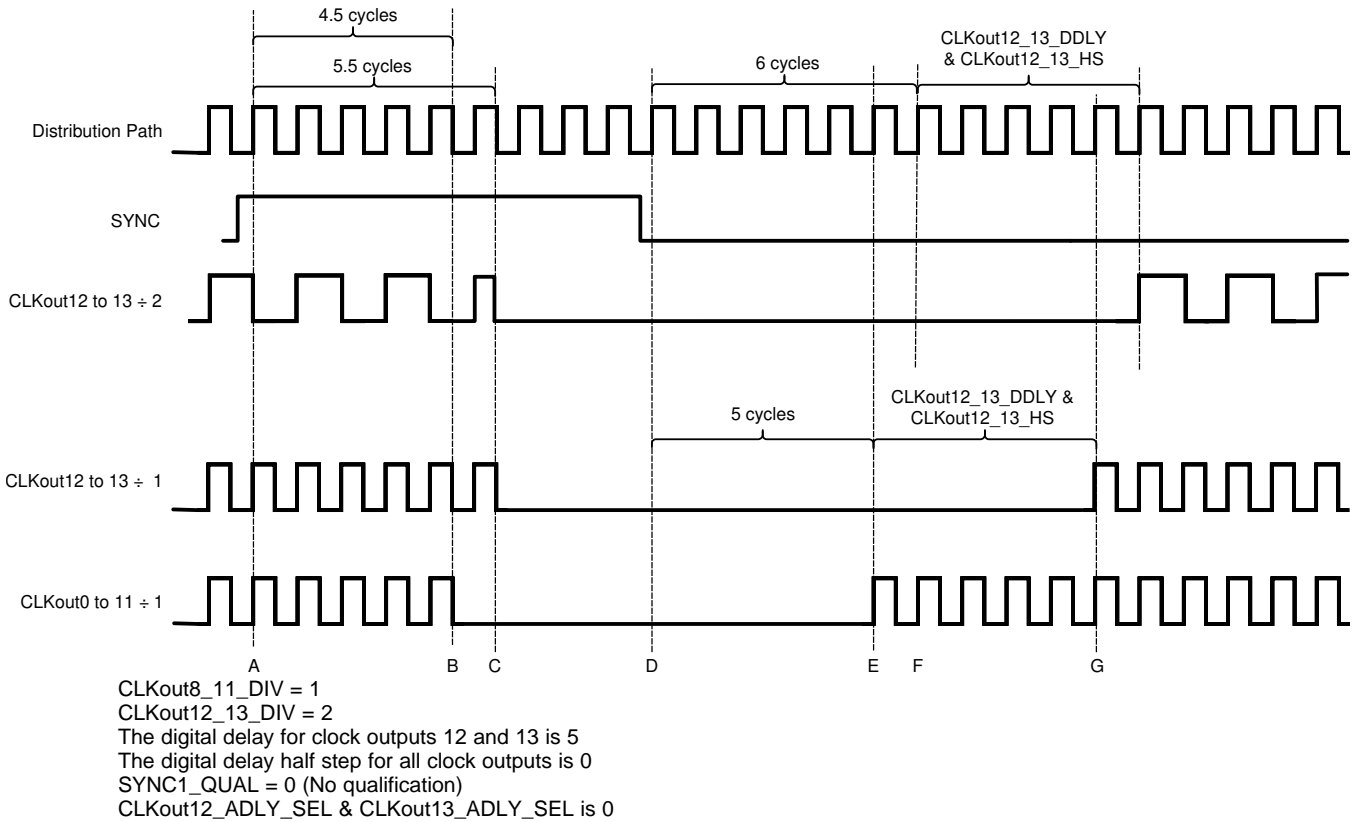 4.5 cycles
5.5 cycles
6 cycles
CLKout12_13_DDLY
& CLKout12_13_HS
Distribution Path
SYNC
CLKout12 to 13 ÷ 2
5 cycles
CLKout12_13_DDLY &
CLKout12_13_HS
CLKout12 to 13 ÷ 1
CLKout0 to 11 ÷ 1
A B C D E F G
CLKout8_11_DIV = 1
CLKout12_13_DIV = 2
The digital delay for clock outputs 12 and 13 is 5
The digital delay half step for all clock outputs is 0
SYNC1_QUAL = 0 (No qualification)
CLKout12_ADLY_SEL & CLKout13_ADLY_SEL is 0